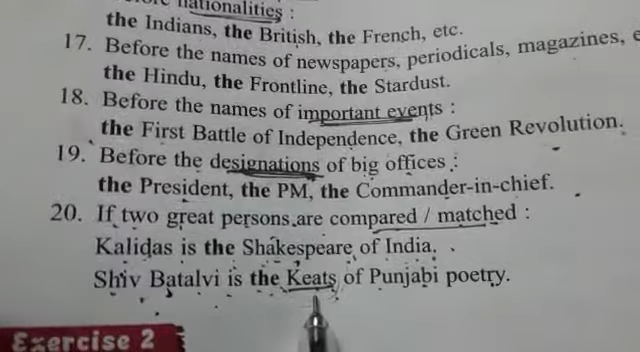 nationalities :
the Indians, the British, the French, etc.
17. Before the names of newspapers, periodicals, magazines,
the Hindu, the Frontline, the Stardust.
18. Before the names of important events :
the First Battle of Independence, the Green Revolution.
19. Before the designations of big offices :
the President, the PM, the Commander-in-chief.
20. If two great persons are compared / matched :
Kalidas is the Shakespeare of India.
Shiv Batalvi is the Keats of Punjabi poetry.
Exercise 2